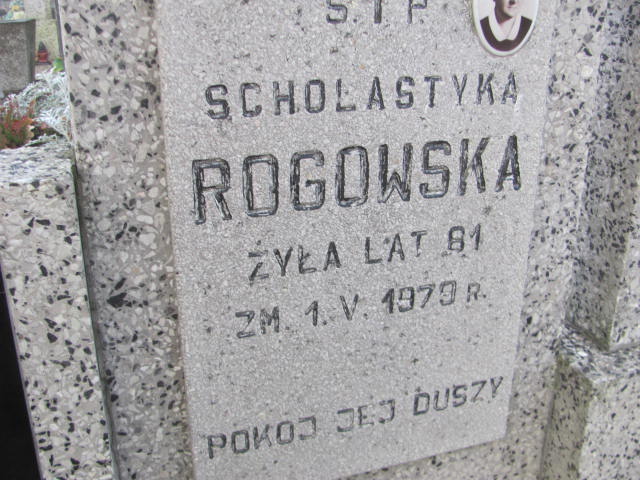 Ś.†P.
SCHOLASTYKA
ROGOWSKA
ŻYŁA LAT 81
ZM. 1.V. 1979 R.
POKÓJ JEJ DUSZY